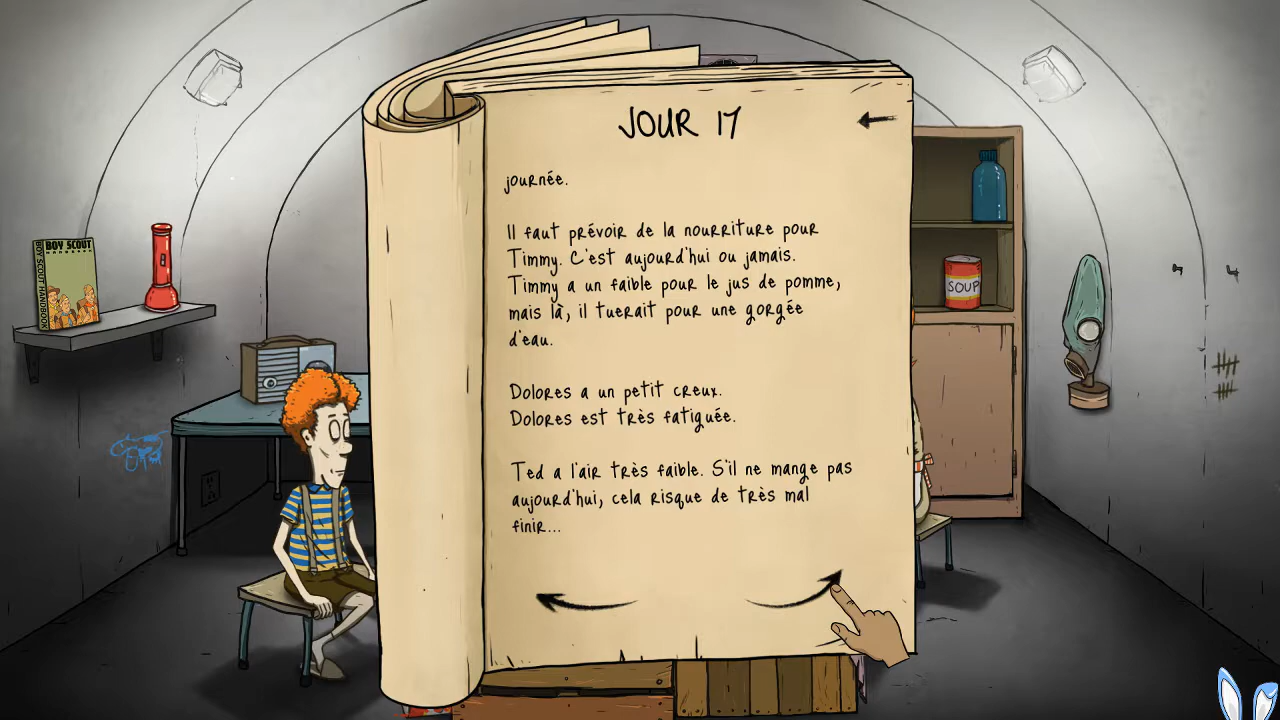 JOUR 17
journée.
Il faut prévoir de la nourriture pour
Timmy. C'est aujourd'hui ou jamais.
Timmy a un faible pour le jus de pomme,
mais là, il tuerait pour une gorgée
d'eau.
Dolores a un petit creux.
Dolores est très fatiguée.
Ted a l'air très faible. S'il ne mange pas
aujourd'hui, cela risque de très mal
finir...
BOY SCOUT
BOY SCOUT HANDBOOK
SOUP